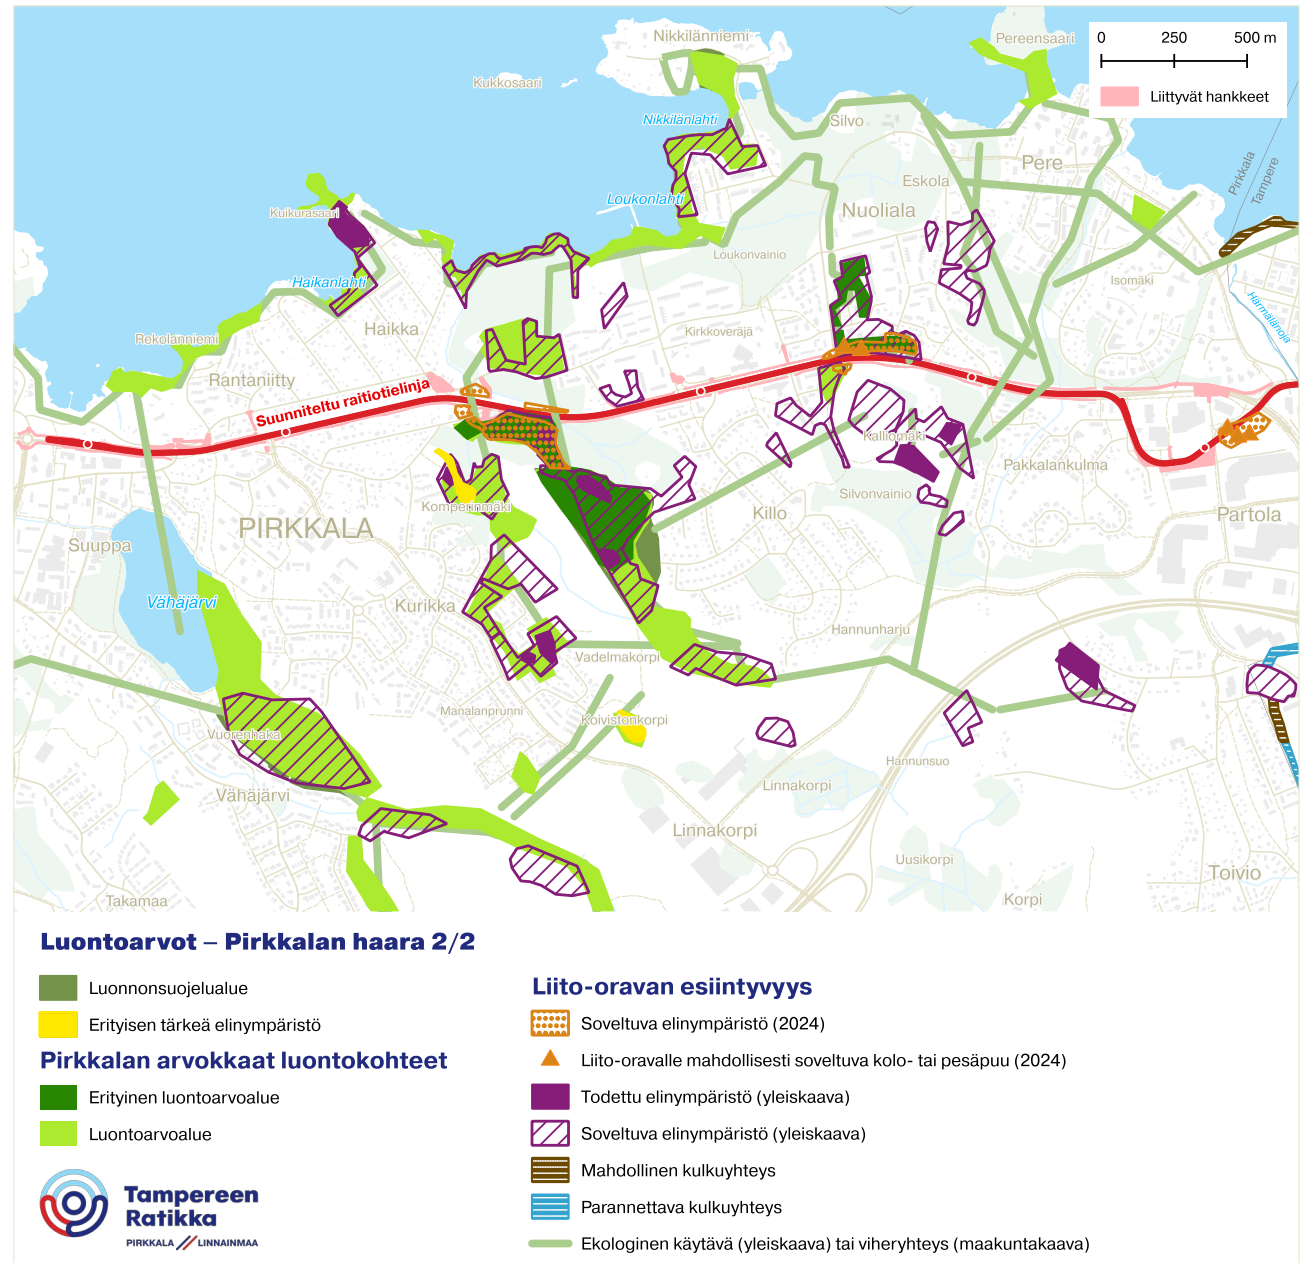 Nikkilänniemi
Pereensaari
0 250 500 m
Liittyvät hankkeet
Kukkosaari
Nikkilänlahti
Silvo
Pere
Pirkkala
Tampere
Eskola
Loukonlahti
Nuoliala
Kuikurasaari
Loukonvainio
Haikanlahti
Isomäki
Härmälänoja
Haikka
Kirkkoveräjä
Rekolanniemi
Rantaniitty
Suunniteltu raitiotielinja
Kalliomäki
Pakkalankulma
Komperinmäki
Silvonvainio
Killo
Partola
PIRKKALA
Suuppa
Vähäjärvi
Kurikka
Hannunharju
Vadelmakorpi
Manalanprunni
Koivistonkorpi
Vuorenhaka
Hannunsuo
Vähäjärvi
Linnakorpi
Linnakorpi
Uusikorpi
Toivio
Takamaa
Korpi
Luontoarvot – Pirkkalan haara 2/2
Luonnonsuojelualue
Erityisen tärkeä elinympäristö
Pirkkalan arvokkaat luontokohteet
Erityinen luontoarvoalue
Luontoarvoalue
Tampereen
Ratikka
PIRKKALA // LINNAINMAA
Liito-oravan esiintyvyys
Soveltuva elinympäristö (2024)
Liito-oravalle mahdollisesti soveltuva kolo- tai pesäpuu (2024)
Todettu elinympäristö (yleiskaava)
Soveltuva elinympäristö (yleiskaava)
Mahdollinen kulkuyhteys
Parannettava kulkuyhteys
Ekologinen käytävä (yleiskaava) tai viheryhteys (maakuntakaava)